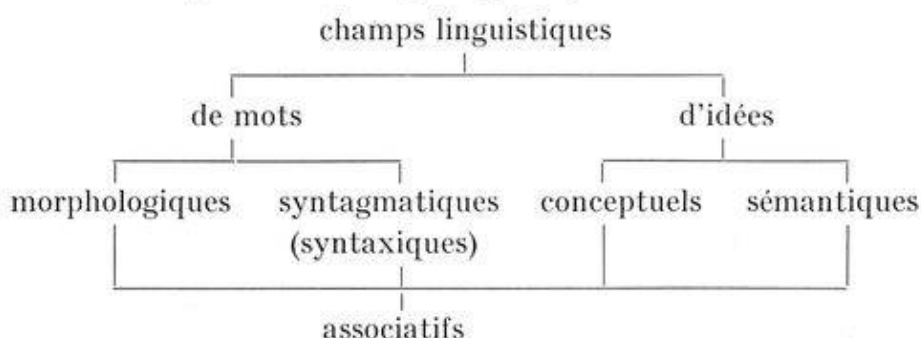 champs linguistiques
de mots d'idées
morphologiques syntagmatiques conceptuels sémantiques
(syntaxiques)
associatifs